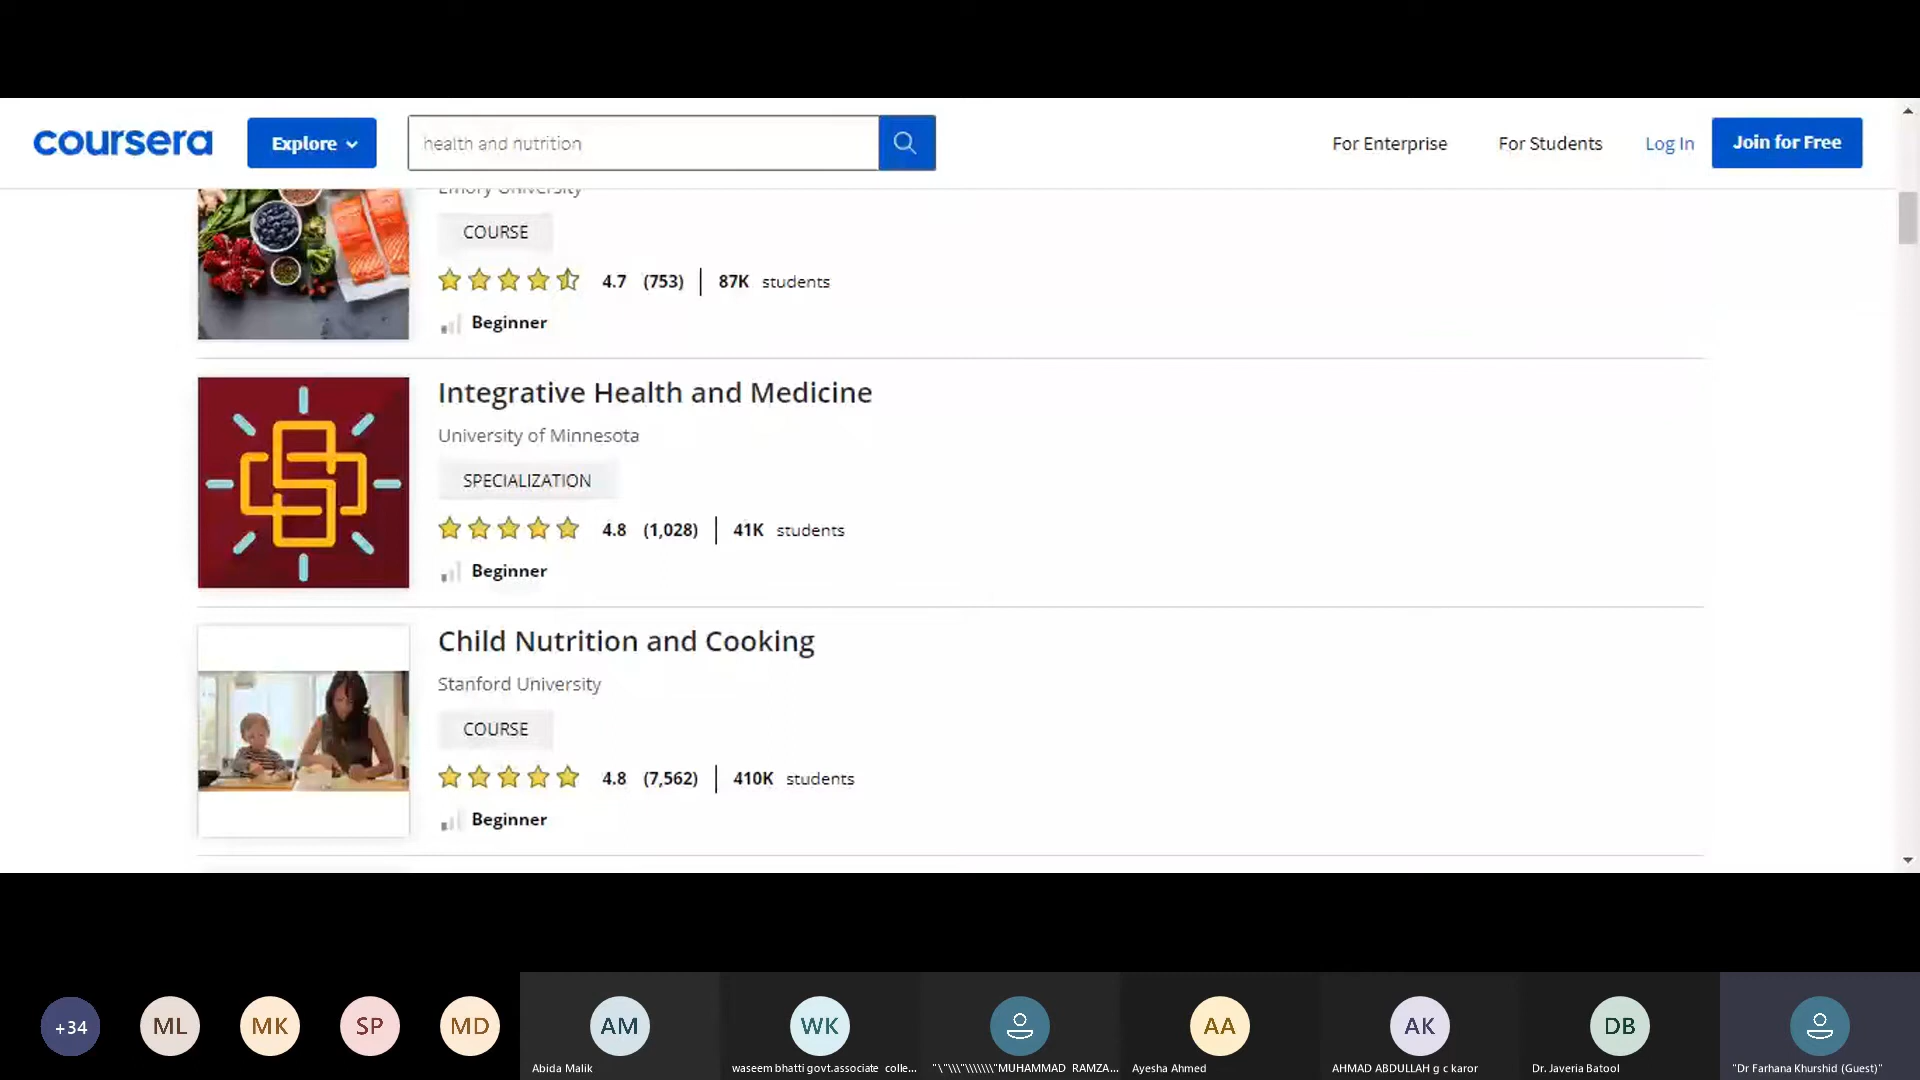 coursera
Explore
health and nutrition
For Enterprise
For Students
Log In
Join for Free
Emory University
COURSE
4.7 (753) 87K students
Beginner
Integrative Health and Medicine
University of Minnesota
SPECIALIZATION
4.8 (1,028) 41K students
Beginner
Child Nutrition and Cooking
Stanford University
COURSE
4.8 (7,562) 410K students
Beginner
+34
ML
MK
SP
MD
AM
Abida Malik
WK
waseem bhatti govt.associate colle...
"\"\\\"\\\\\\\"MUHAMMAD RAMZA...
AA
Ayesha Ahmed
AK
AHMAD ABDULLAH g c karor
DB
Dr. Javeria Batool
"Dr Farhana Khurshid (Guest)"